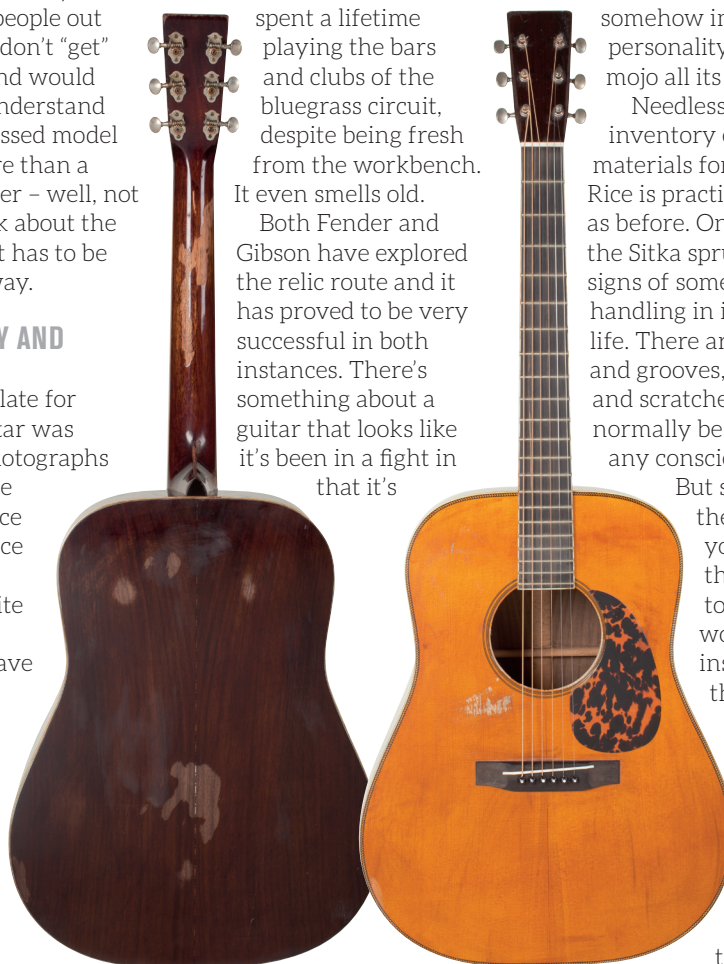 people out
don’t “get”
nd would
nderstand
ssed model
re than a
er – well, not
k about the
t has to be
vay.
Y AND
late for
tar was
otographs
e
ce
ce
ite
ave
spent a lifetime
playing the bars
and clubs of the
bluegrass circuit,
despite being fresh
from the workbench.
It even smells old.
Both Fender and
Gibson have explored
the relic route and it
has proved to be very
successful in both
instances. There’s
something about a
guitar that looks like
it’s been in a fight in
that it’s
somehow in
personality
mojo all its
Needless
inventory o
materials for
Rice is practi
as before. On
the Sitka spru
signs of some
handling in i
life. There ar
and grooves,
and scratche
normally be
any conscio
But s
the
yo
th
to
wo
ins
th
t